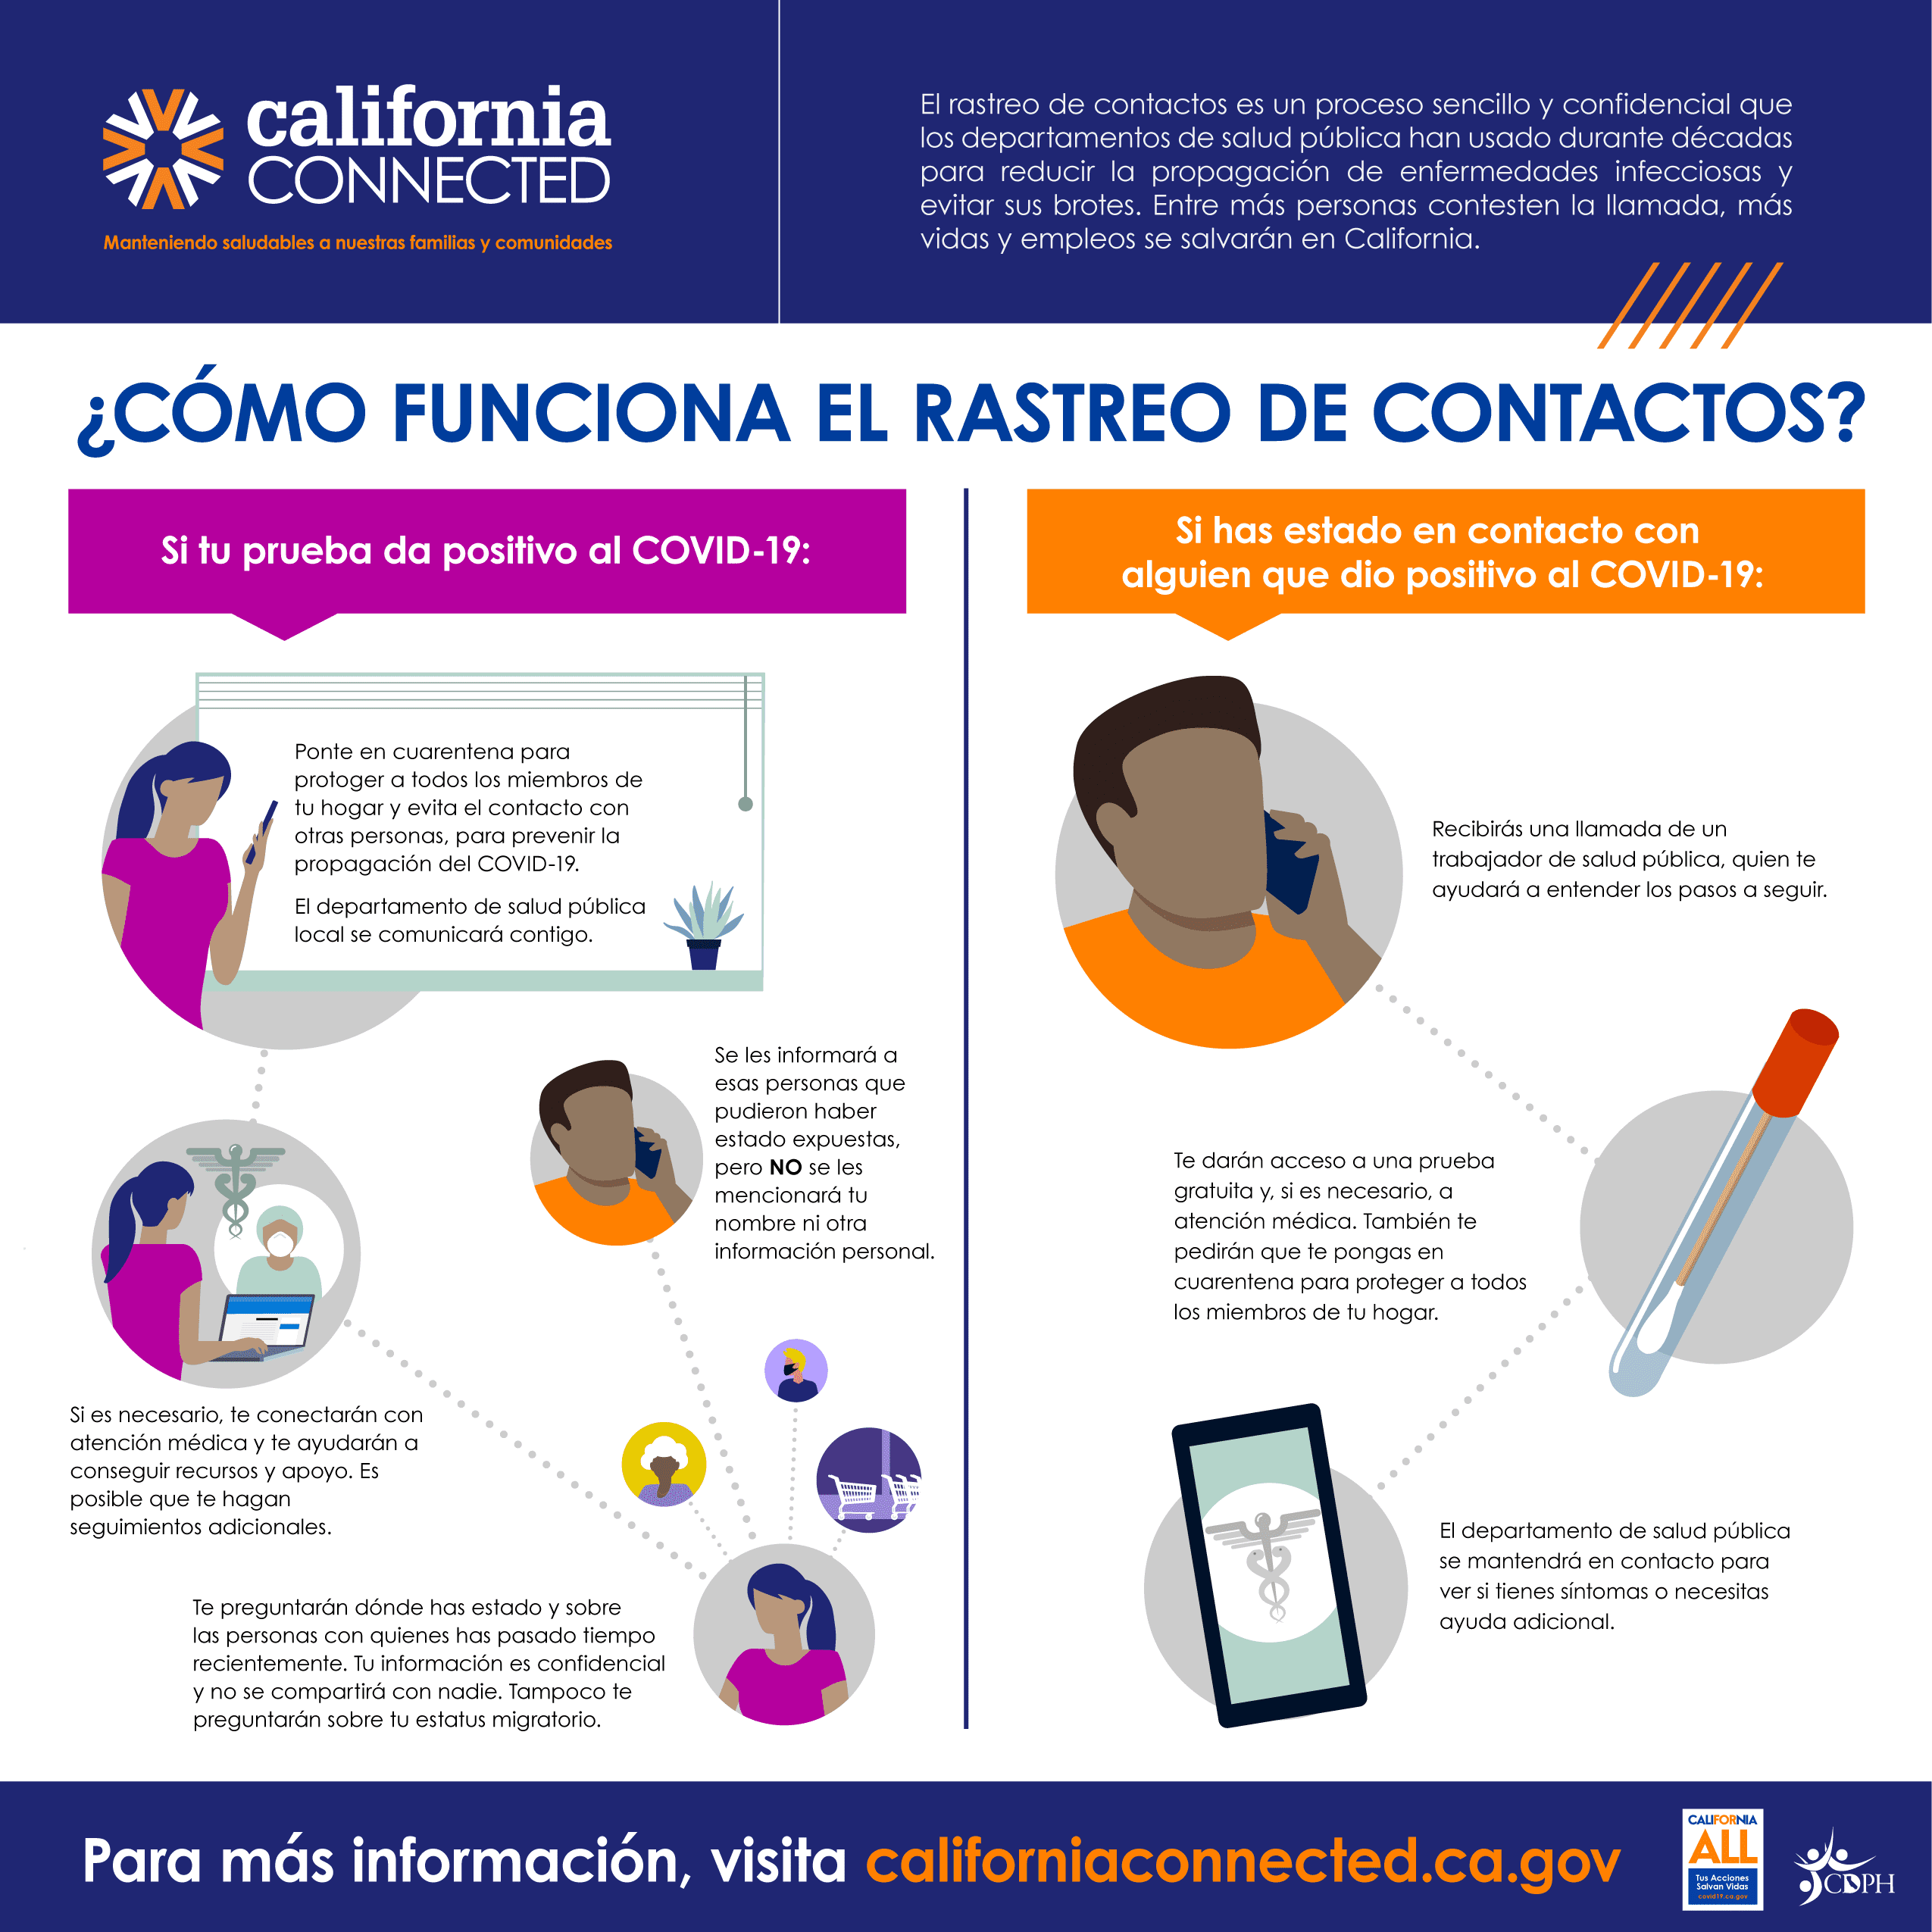 california
CONNECTED
Manteniendo saludables a nuestras familias y comunidades
El rastreo de contactos es un proceso sencillo y confidencial que
los departamentos de salud pública han usado durante décadas
para reducir la propagación de enfermedades infecciosas y
evitar sus brotes. Entre más personas contesten la llamada, más
vidas y empleos se salvarán en California.
¿CÓMO FUNCIONA EL RASTREO DE CONTACTOS?
Si tu prueba da positivo al COVID-19:
Ponte en cuarentena para
protoger a todos los miembros de
tu hogar y evita el contacto con
otras personas, para prevenir la
propagación del COVID-19.
El departamento de salud pública
local se comunicará contigo.
Si es necesario, te conectarán con
atención médica y te ayudarán a
conseguir recursos y apoyo. Es
posible que te hagan
seguimientos adicionales.
Te preguntarán dónde has estado y sobre
las personas con quienes has pasado tiempo
recientemente. Tu información es confidencial
y no se compartirá con nadie. Tampoco te
preguntarán sobre tu estatus migratorio.
Se les informará a
esas personas que
pudieron haber
estado expuestas,
pero NO se les
mencionará tu
nombre ni otra
información personal.
Si has estado en contacto con
alguien que dio positivo al COVID-19:
Recibirás una llamada de un
trabajador de salud pública, quien te
ayudará a entender los pasos a seguir.
Te darán acceso a una prueba
gratuita y, si es necesario, a
atención médica. También te
pedirán que te pongas en
cuarentena para proteger a todos
los miembros de tu hogar.
El departamento de salud pública
se mantendrá en contacto para
ver si tienes síntomas o necesitas
ayuda adicional.
Para más información, visita californiaconnected.ca.gov
CALIFORNIA
ALL
Tus Acciones
Salvan Vidas
covid19.ca.gov
CDPH